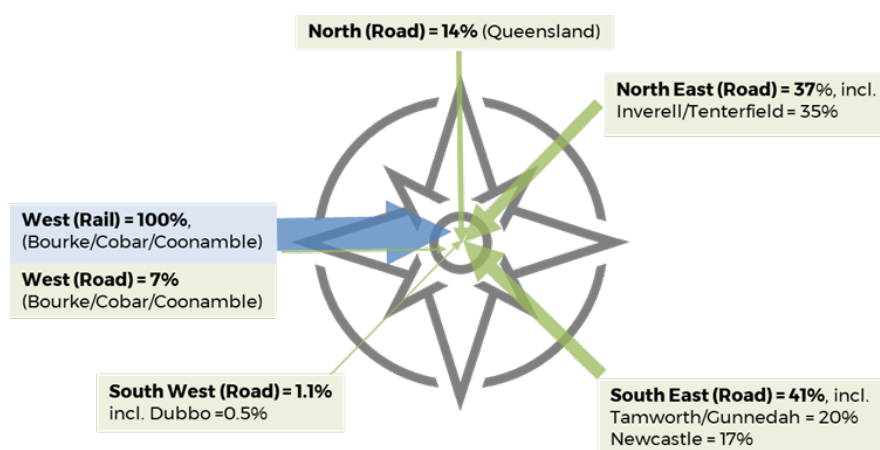 North (Road) = 14% (Queensland)
North East (Road) = 37%, incl.
Inverell/Tenterfield = 35%
West (Rail) = 100%,
(Bourke/Cobar/Coonamble)
West (Road) = 7%
(Bourke/Cobar/Coonamble)
South West (Road) = 1.1%
incl. Dubbo =0.5%
South East (Road) = 41%, incl.
Tamworth/Gunnedah = 20%
Newcastle = 17%